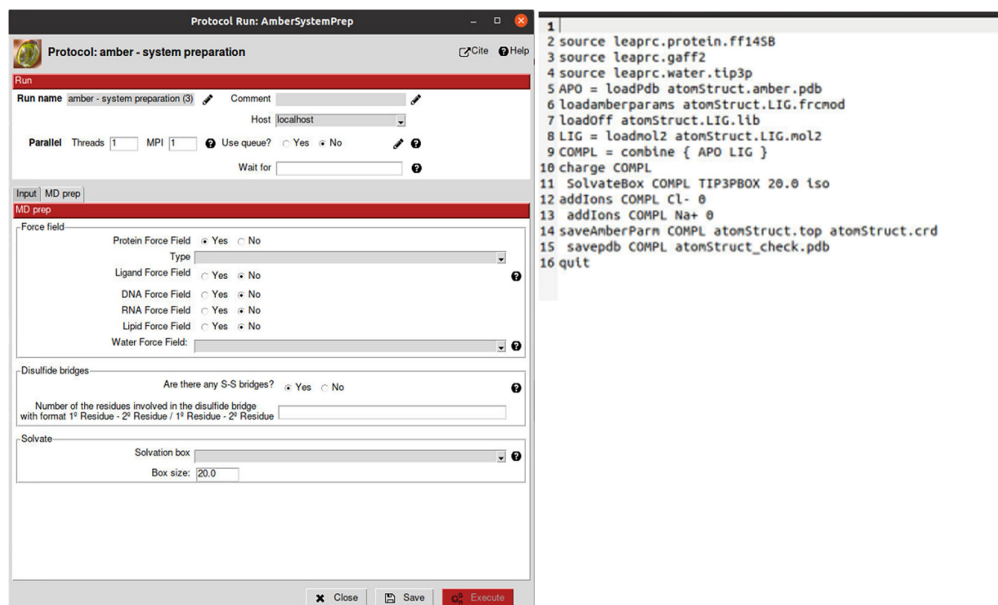 Protocol Run: AmberSystemPrep
Protocol: amber - system preparation
Cite
Help
Run
Run name amber - system preparation (3) Comment
Host localhost
Parallel Threads 1 MPI 1 Use queue? Yes No
Wait for
Input MD prep
MD prep
Force field
Protein Force Field Yes No
Type
Ligand Force Field Yes No
DNA Force Field Yes No
RNA Force Field Yes No
Lipid Force Field Yes No
Water Force Field:
Disulfide bridges
Are there any S-S bridges? Yes No
Number of the residues involved in the disulfide bridge
with format 1º Residue - 2º Residue / 1º Residue - 2º Residue
Solvate
Solvation box
Box size: 20.0
Close Save Execute
1
2 source leaprc.protein.ff14SB
3 source leaprc.gaff2
4 source leaprc.water.tip3p
5 APO = loadPdb atomStruct.amber.pdb
6 loadamberparams atomStruct.LIG.frcmod
7 loadOff atomStruct.LIG.lib
8 LIG = loadmol2 atomStruct.LIG.mol2
9 COMPL = combine { APO LIG }
10 charge COMPL
11 SolvateBox COMPL TIP3PBOX 20.0 iso
12 addIons COMPL Cl- 0
13 addIons COMPL Na+ 0
14 saveAmberParm COMPL atomStruct.top atomStruct.crd
15 savepdb COMPL atomStruct_check.pdb
16 quit